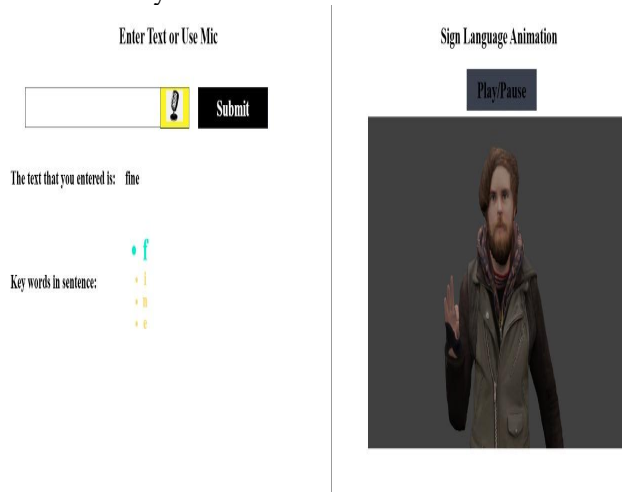 Enter Text or Use Mic
Submit
The text that you entered is: fine
Key words in sentence:
f
i
n
e
Sign Language Animation
Play/Pause